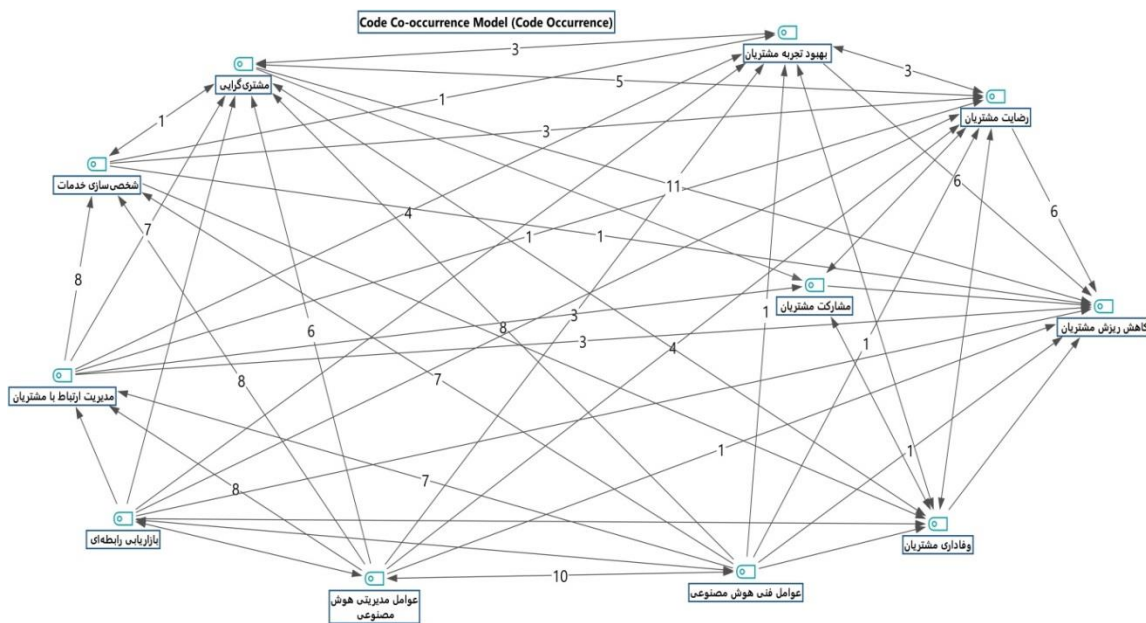 Code Co-occurrence Model (Code Occurrence)
بهبود تجربه مشتریان
3
مشتری‌گرایی
5
3
رضایت مشتریان
1
1
3
شخصی‌سازی خدمات
11
6
6
4
7
1
1
8
مشارکت مشتریان
3
1
کاهش ریزش مشتریان
6
8
3
1
4
مدیریت ارتباط با مشتریان
8
7
1
1
7
8
بازاریابی رابطه‌ای
وفاداری مشتریان
10
عوامل مدیریتی هوش
مصنوعی
عوامل فنی هوش مصنوعی